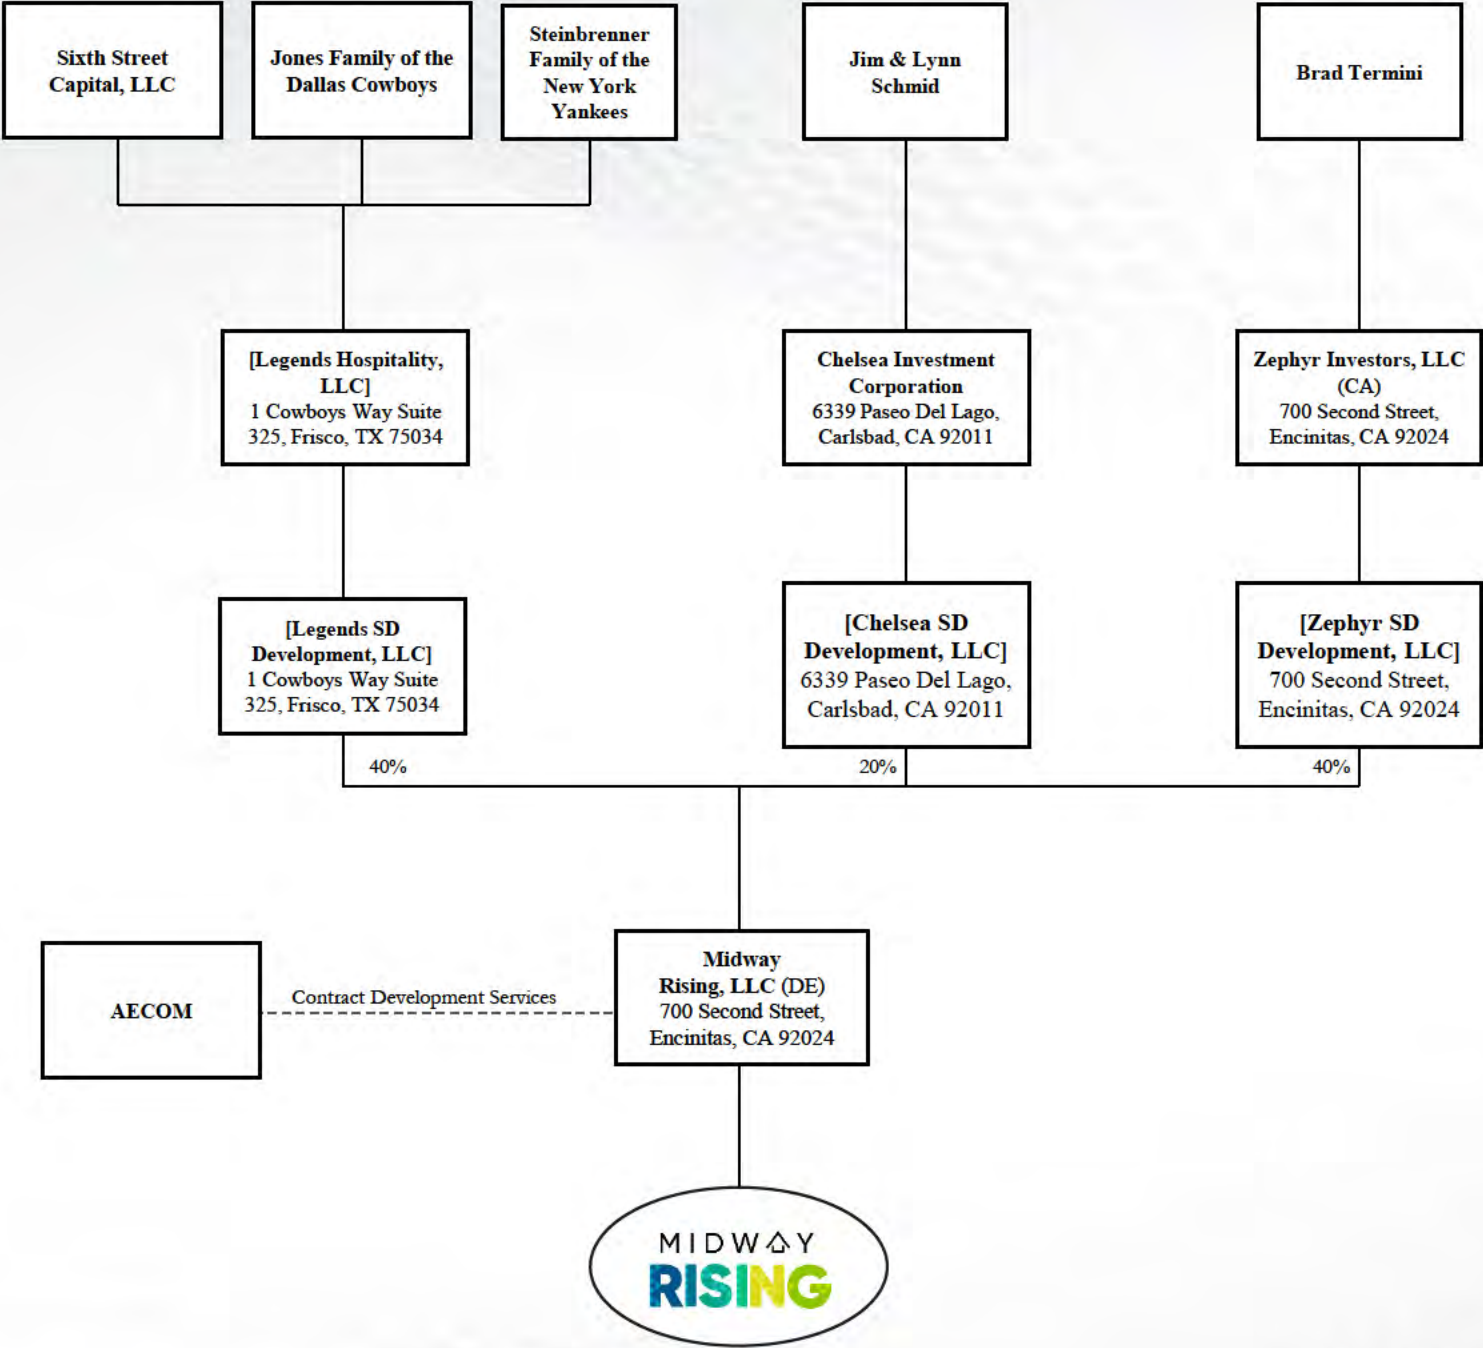 Sixth Street
Capital, LLC
Jones Family of the
Dallas Cowboys
Steinbrenner
Family of the
New York
Yankees
Jim & Lynn
Schmid
Brad Termini
[Legends Hospitality,
LLC]
1 Cowboys Way Suite
325, Frisco, TX 75034
Chelsea Investment
Corporation
6339 Paseo Del Lago,
Carlsbad, CA 92011
Zephyr Investors, LLC
(CA)
700 Second Street,
Encinitas, CA 92024
[Legends SD
Development, LLC]
1 Cowboys Way Suite
325, Frisco, TX 75034
[Chelsea SD
Development, LLC]
6339 Paseo Del Lago,
Carlsbad, CA 92011
[Zephyr SD
Development, LLC]
700 Second Street,
Encinitas, CA 92024
40%
20%
40%
AECOM
Contract Development Services
Midway
Rising, LLC (DE)
700 Second Street,
Encinitas, CA 92024
MIDWAY
RISING